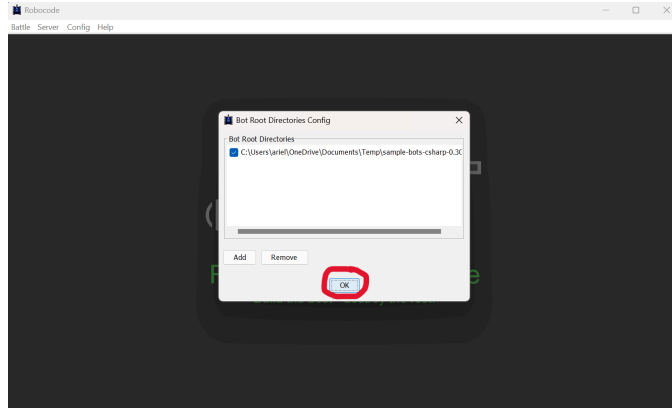 Robocode
Battle Server Config Help
Bot Root Directories Config
Bot Root Directories
C:\Users\ariel\OneDrive\Documents\Temp\sample-bots-csharp-0.30
Add Remove
OK